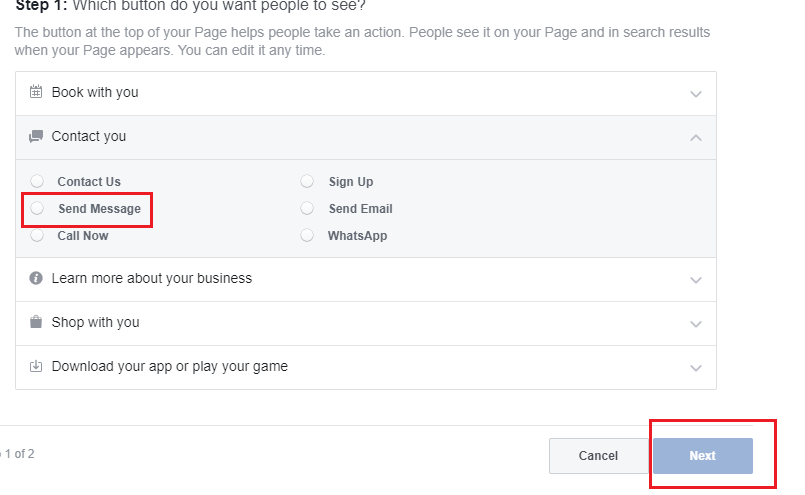 Step 1: Which button do you want people to see?
The button at the top of your Page helps people take an action. People see it on your Page and in search results
when your Page appears. You can edit it any time.
Book with you
Contact you
Contact Us
Sign Up
Send Message
Send Email
Call Now
WhatsApp
Learn more about your business
Shop with you
Download your app or play your game
1 of 2
Cancel
Next